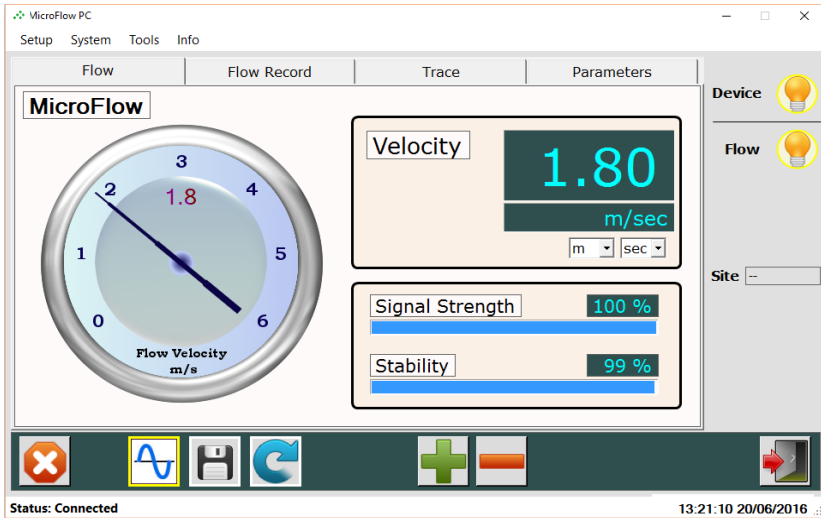 MicroFlow PC
Setup System Tools Info
Flow Flow Record Trace Parameters
MicroFlow
0
1
2
3
4
5
6
1.8
Flow Velocity
m/s
Velocity
1.80
m/sec
m sec
Signal Strength 100 %
Stability 99 %
Device
Flow
Site --
Status: Connected 13:21:10 20/06/2016